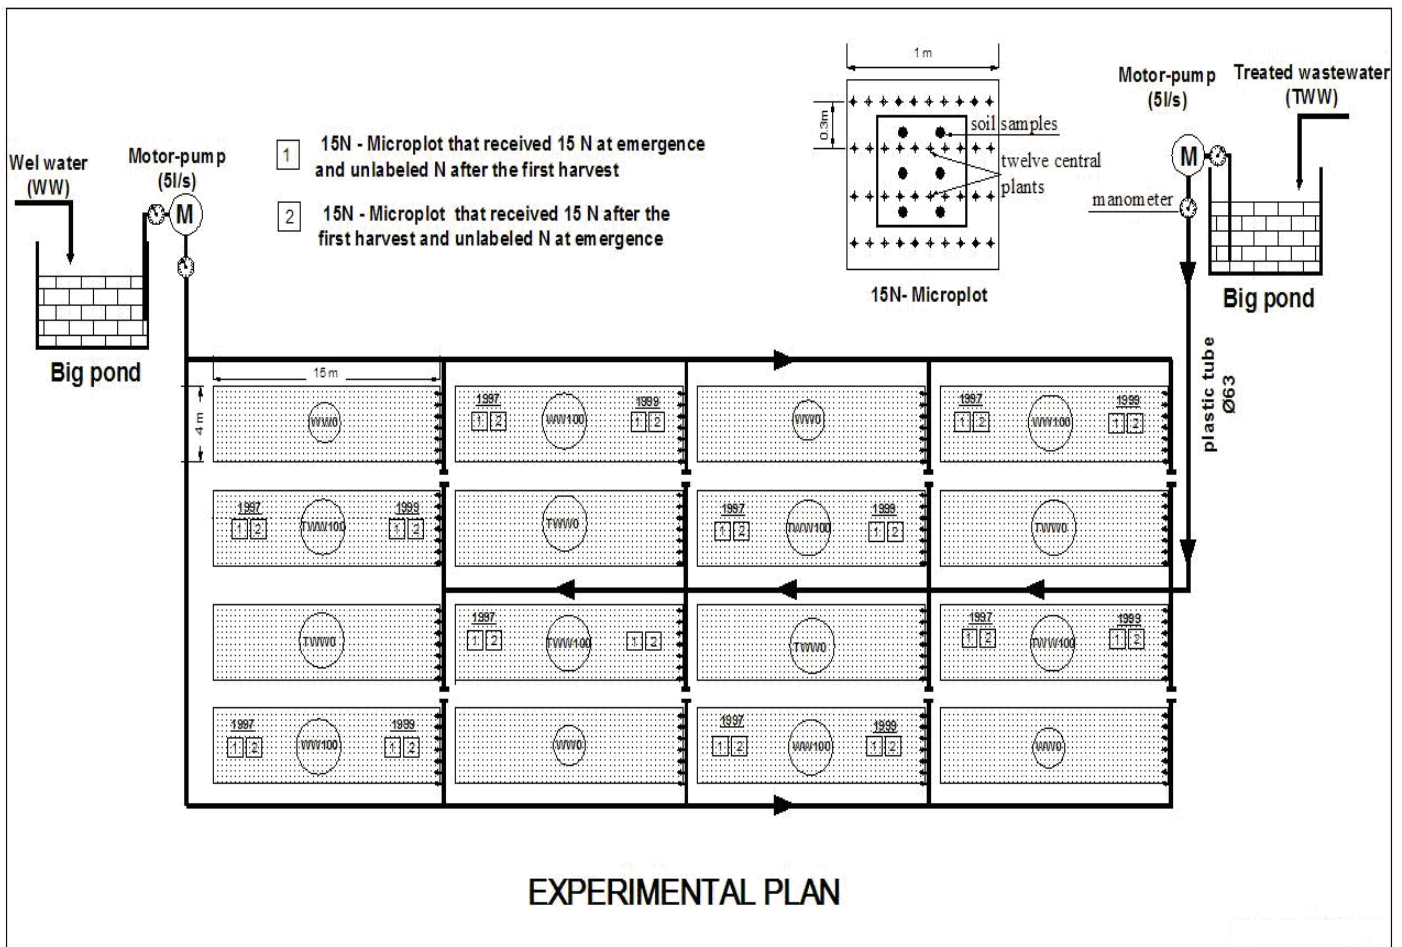 1 m
Motor-pump
(5l/s)
Treated wastewater
(TWW)
Wel water
(WW)
Motor-pump
(5l/s)
M
1
15N - Microplot that received 15 N at emergence
and unlabeled N after the first harvest
2
15N - Microplot that received 15 N after the
first harvest and unlabeled N at emergence
0.3m
soil samples
twelve central
plants
15N- Microplot
M
manometer
Big pond
Big pond
plastic tube
Ø63
15 m
4 m
WW0
1997 1999
1 2 WW100 1 2
WW0
1997 1999
1 2 WW100 1 2
1997 1999
1 2 TWW100 1 2
TWW0
1997 1999
1 2 TWW100 1 2
TWW0
TWW0
1997
1 2 TWW100 1 2
TWW0
1997 1999
1 2 TWW100 1 2
1997 1999
1 2 WW100 1 2
WW0
1997 1999
1 2 WW100 1 2
WW0
EXPERIMENTAL PLAN